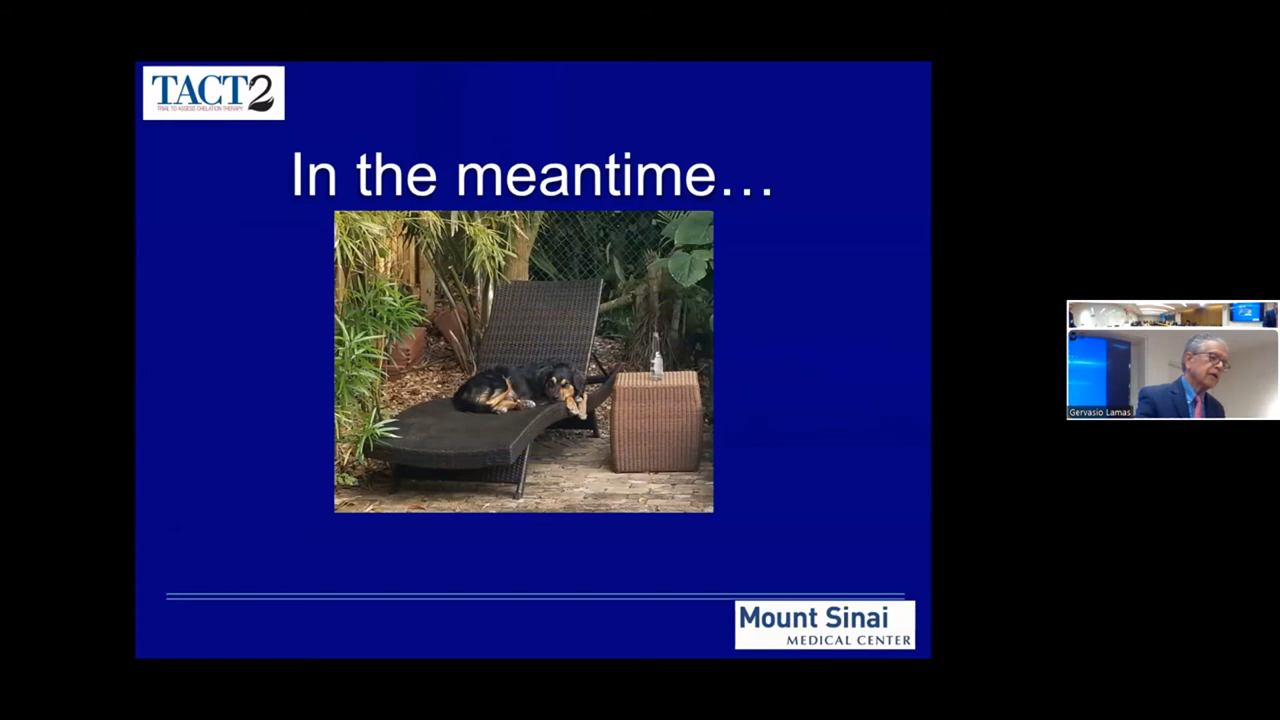 TACT2
TRIAL TO ASSESS CHELATION THERAPY
In the meantime…
Mount Sinai
MEDICAL CENTER
Gervasio Lamas